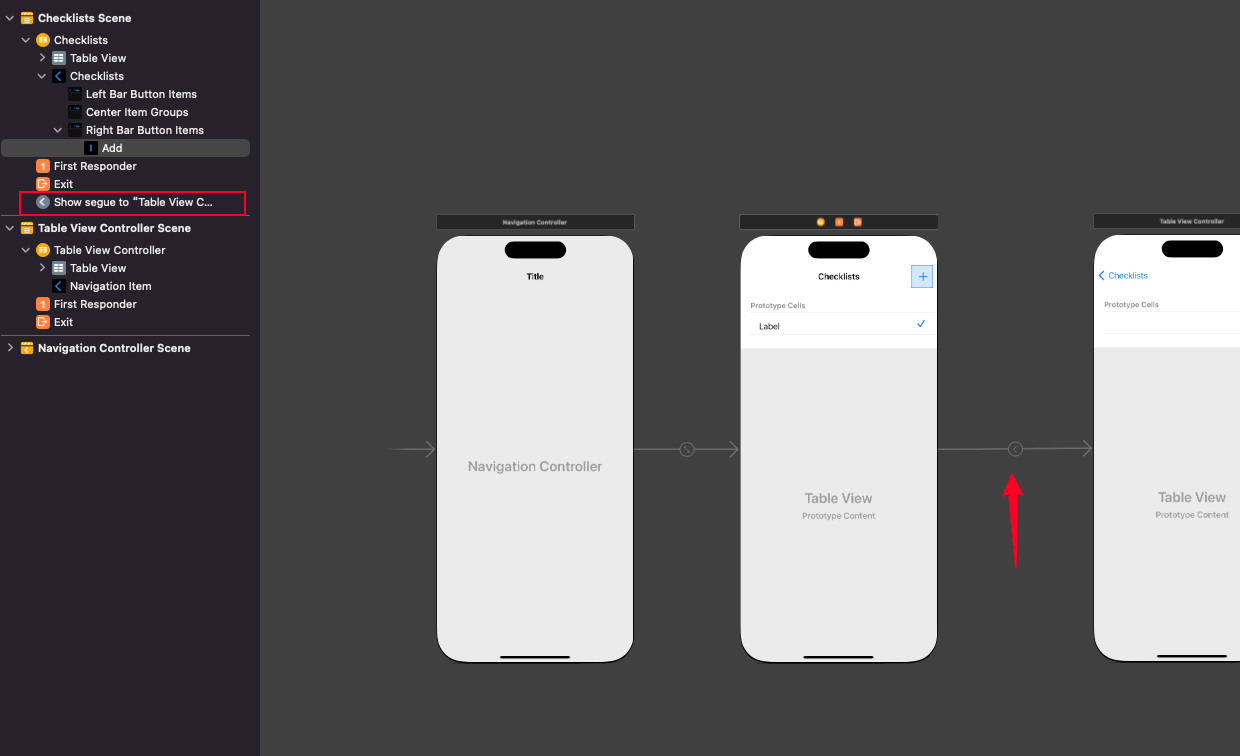 Checklists Scene
Checklists
Table View
Checklists
Left Bar Button Items
Center Item Groups
Right Bar Button Items
Add
First Responder
Exit
Show segue to “Table View C...
Table View Controller Scene
Table View Controller
Table View
Navigation Item
First Responder
Exit
Navigation Controller Scene
Navigation Controller
Title
Navigation Controller
Checklists
Prototype Cells
Label
Table View
Prototype Content
Table View Controller
Checklists
Prototype Cells
Table View
Prototype Content